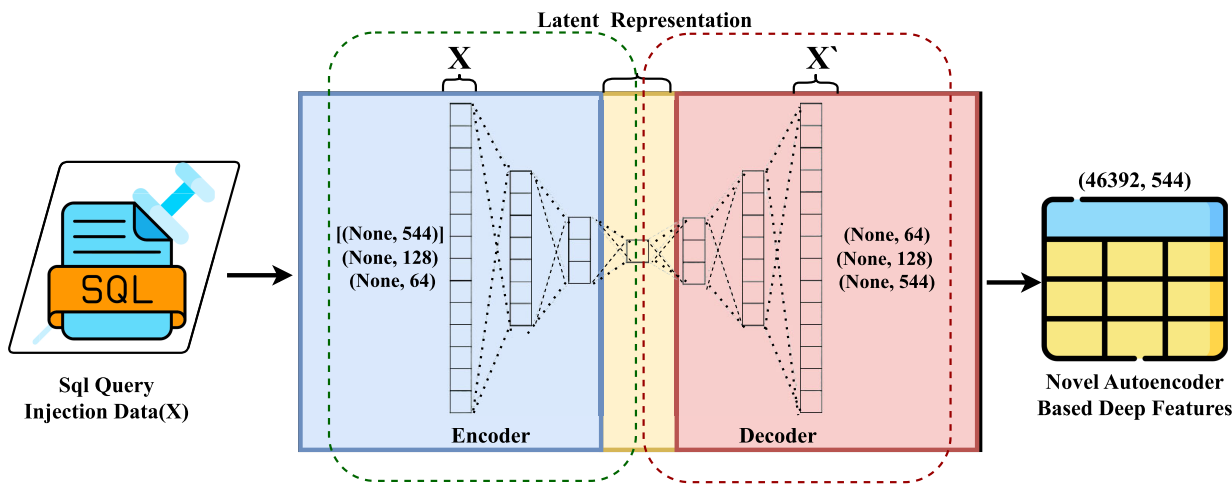 Latent Representation
X
X`
SQL
Sql Query
Injection Data(X)
[(None, 544)]
(None, 128)
(None, 64)
Encoder
(None, 64)
(None, 128)
(None, 544)
Decoder
(46392, 544)
Novel Autoencoder
Based Deep Features